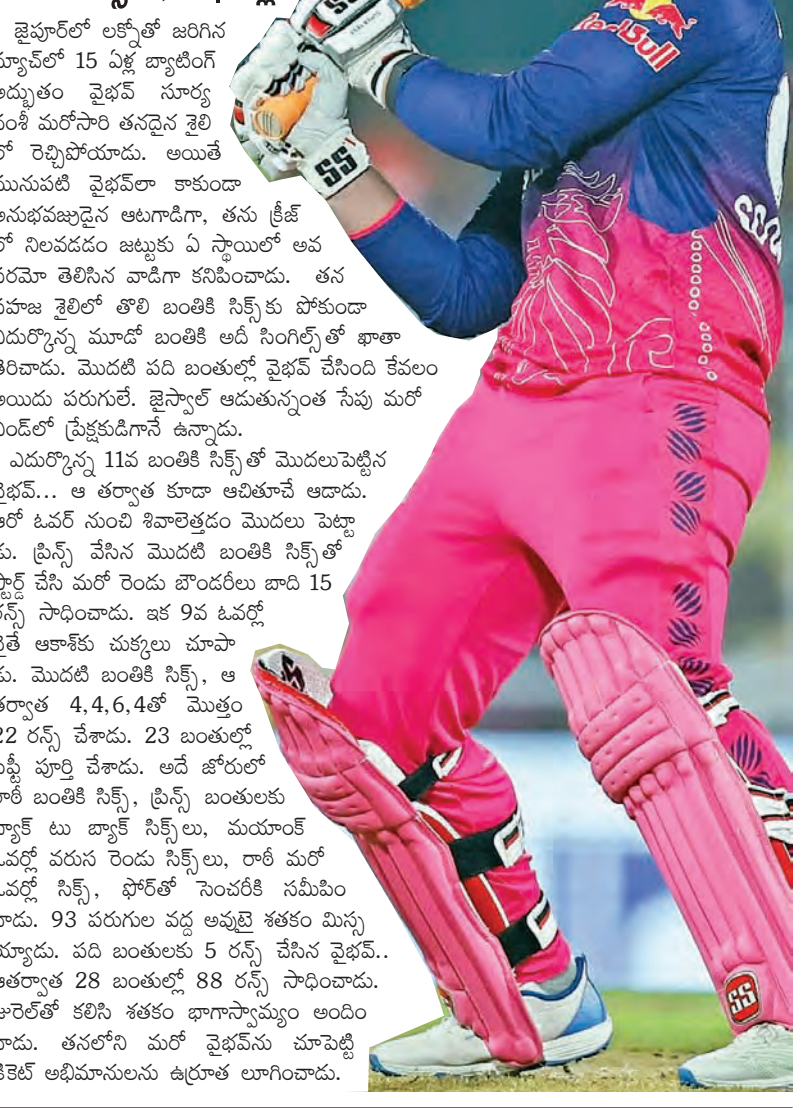 జైపూర్‌లో లక్నోతో జరిగిన
మ్యాచ్‌లో 15 ఏళ్ల బ్యాటింగ్
అద్భుతం వైభవ్ సూర్య
వంశీ మరోసారి తనదైన శైలి
లో రెచ్చిపోయాడు. అయితే
మునుపటి వైభవ్‌లా కాకుండా
అనుభవజ్ఞుడైన ఆటగాడిగా, తను క్రీజ్
లో నిలవడడం జట్టుకు ఏ స్థాయిలో అవ
సరమో తెలిసిన వాడిగా కనిపించాడు. తన
సహజ శైలిలో తొలి బంతికి సిక్స్‌కు పోకుండా
ఎదుర్కొన్న మూడో బంతికి అదీ సింగిల్స్‌తో ఖాతా
తెరిచాడు. మొదటి పది బంతుల్లో వైభవ్ చేసింది కేవలం
అయిదు పరుగులే. జైస్వాల్ ఆడుతున్నంత సేపు మరో
ఎండ్‌లో ప్రేక్షకుడిగానే ఉన్నాడు.
ఎదుర్కొన్న 11వ బంతికి సిక్స్‌తో మొదలుపెట్టిన
వైభవ్... ఆ తర్వాత కూడా ఆచితూచే ఆడాడు.
ఆరో ఓవర్ నుంచి శివాలెత్తడం మొదలు పెట్టా
డు. ప్రిన్స్ వేసిన మొదటి బంతికి సిక్స్‌తో
స్టార్ట్ చేసి మరో రెండు బౌండరీలు బాది 15
రన్స్ సాధించాడు. ఇక 9వ ఓవర్లో
అైతే ఆకాశ్‌కు చుక్కలు చూపా
డు. మొదటి బంతికి సిక్స్, ఆ
తర్వాత 4,4,6,4తో మొత్తం
22 రన్స్ చేశాడు. 23 బంతుల్లో
ఫిఫ్టీ పూర్తి చేశాడు. అదే జోరులో
రాఠీ బంతికి సిక్స్, ప్రిన్స్ బంతులకు
బ్యాక్ టు బ్యాక్ సిక్స్‌లు, మయాంక్
ఓవర్లో వరుస రెండు సిక్స్‌లు, రాఠీ మరో
ఓవర్లో సిక్స్, ఫోర్‌తో సెంచరీకి సమీపిం
చాడు. 93 పరుగుల వద్ద అవుటై శతకం మిస్స
య్యాడు. పది బంతులకు 5 రన్స్ చేసిన వైభవ్..
ఆతర్వాత 28 బంతుల్లో 88 రన్స్ సాధించాడు.
జురెల్‌తో కలిసి శతకం భాగాస్వామ్యం అందిం
చాడు. తనలోని మరో వైభవ్‌ను చూపెట్టి
క్రికెట్ అభిమానులను ఉర్రూత లూగించాడు.
RedBull
SS
SS
SS